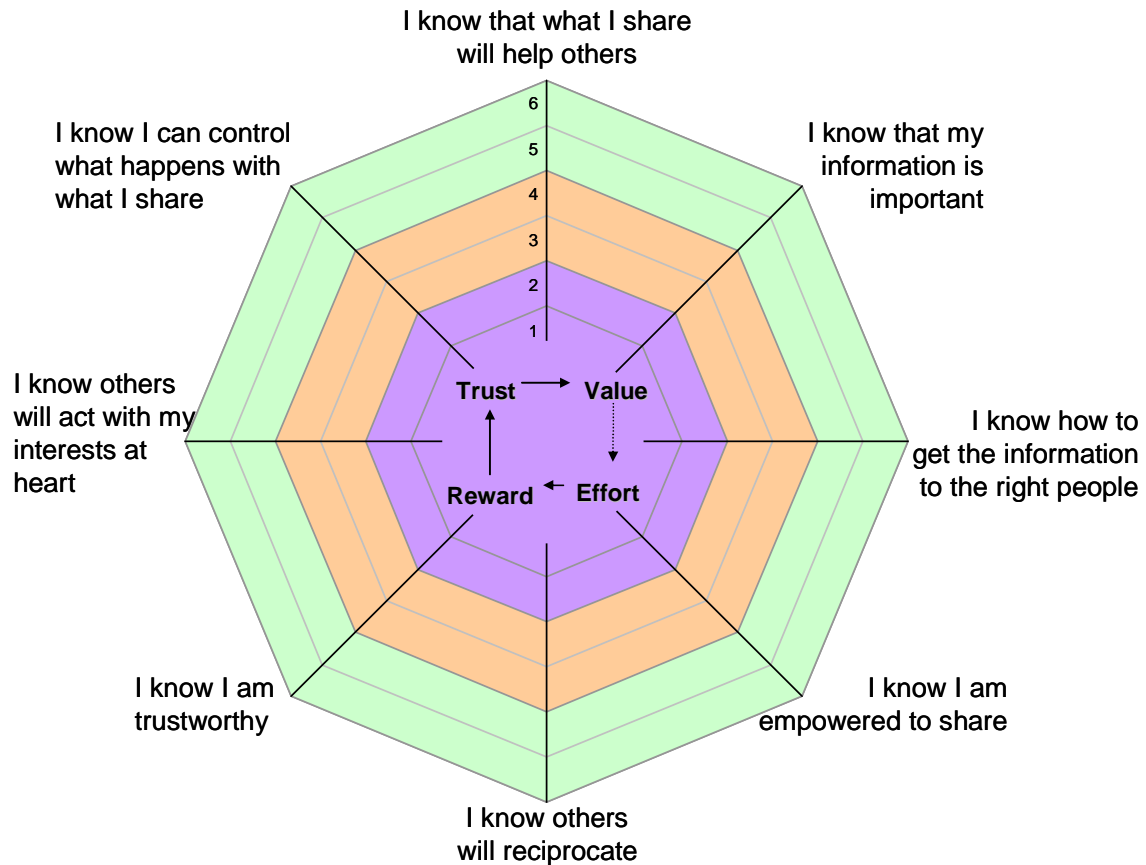 I know that what I share
will help others
I know I can control
what happens with
what I share
I know that my
information is
important
6
5
4
3
2
1
I know others
will act with my
interests at
heart
Trust
Value
Reward
Effort
I know how to
get the information
to the right people
I know I am
trustworthy
I know I am
empowered to share
I know others
will reciprocate